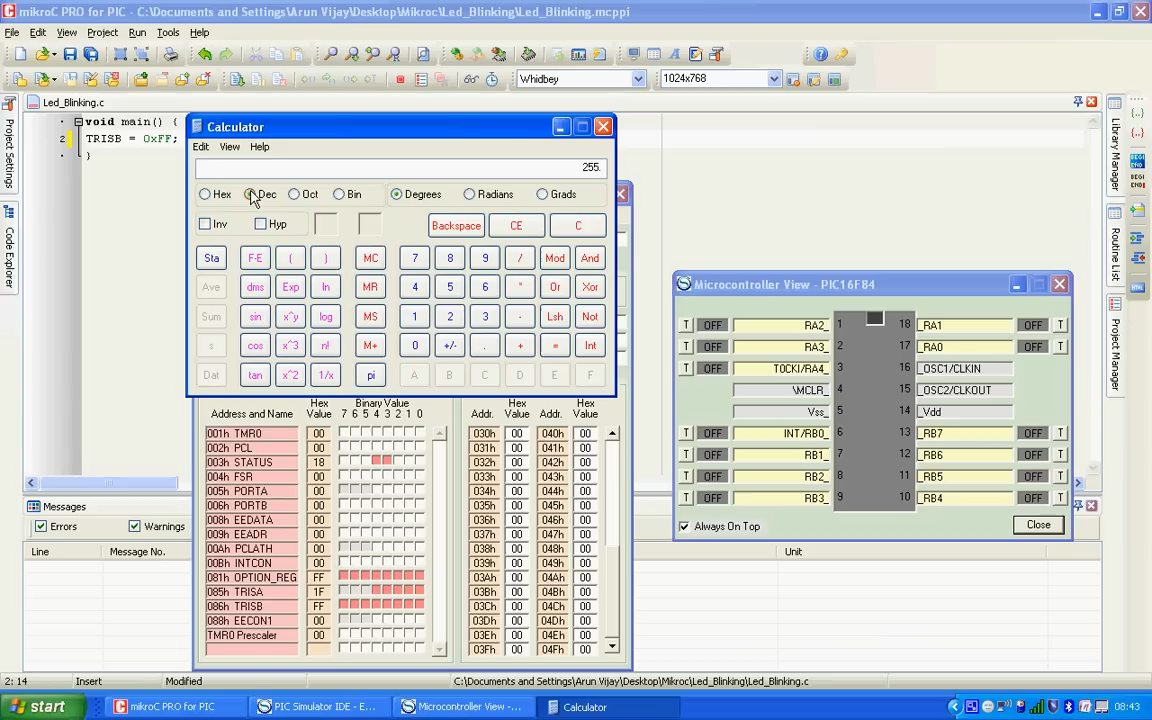 mikroC PRO for PIC - C:\Documents and Settings\Arun Vijay\Desktop\Mikroc\Led_Blinking\Led_Blinking.mcppi
File Edit View Project Run Tools Help
Whidbey 1024x768
Led_Blinking.c
void main() {
2 TRISB = 0xFF;
}
Project Settings
Code Explorer
Library Manager
Routine List
Project Manager
Calculator
Edit View Help
255.
Hex Dec Oct Bin Degrees Radians Grads
Inv Hyp Backspace CE C
Sta F-E ( ) MC 7 8 9 / Mod And
Ave dms Exp ln MR 4 5 6 * Or Xor
Sum sin x^y log MS 1 2 3 - Lsh Not
s cos x^3 n! M+ 0 +/- . + = Int
Dat tan x^2 1/x pi A B C D E F
Address and Name Hex Value Binary Value 7 6 5 4 3 2 1 0
001h TMR0 00
002h PCL 00
003h STATUS 18
004h FSR 00
005h PORTA 00
006h PORTB 00
008h EEDATA 00
009h EEADR 00
00Ah PCLATH 00
00Bh INTCON 00
081h OPTION_REG FF
085h TRISA 1F
086h TRISB FF
088h EECON1 00
TMR0 Prescaler 00
Addr. Hex Value Addr. Hex Value
030h 00 040h 00
031h 00 041h 00
032h 00 042h 00
033h 00 043h 00
034h 00 044h 00
035h 00 045h 00
036h 00 046h 00
037h 00 047h 00
038h 00 048h 00
039h 00 049h 00
03Ah 00 04Ah 00
03Bh 00 04Bh 00
03Ch 00 04Ch 00
03Dh 00 04Dh 00
03Eh 00 04Eh 00
03Fh 00 04Fh 00
Microcontroller View - PIC16F84
T OFF RA2_ 1 18 _RA1 OFF T
T OFF RA3_ 2 17 _RA0 OFF T
T OFF T0CKI/RA4_ 3 16 _OSC1/CLKIN
\MCLR_ 4 15 _OSC2/CLKOUT
Vss_ 5 14 _Vdd
T OFF INT/RB0_ 6 13 _RB7 OFF T
T OFF RB1_ 7 12 _RB6 OFF T
T OFF RB2_ 8 11 _RB5 OFF T
T OFF RB3_ 9 10 _RB4 OFF T
Always On Top Close
Messages
Errors Warnings
Line Message No. Unit
2: 14 Insert Modified C:\Documents and Settings\Arun Vijay\Desktop\Mikroc\Led_Blinking\Led_Blinking.c
start mikroC PRO for PIC PIC Simulator IDE - E... Microcontroller View -... Calculator 08:43